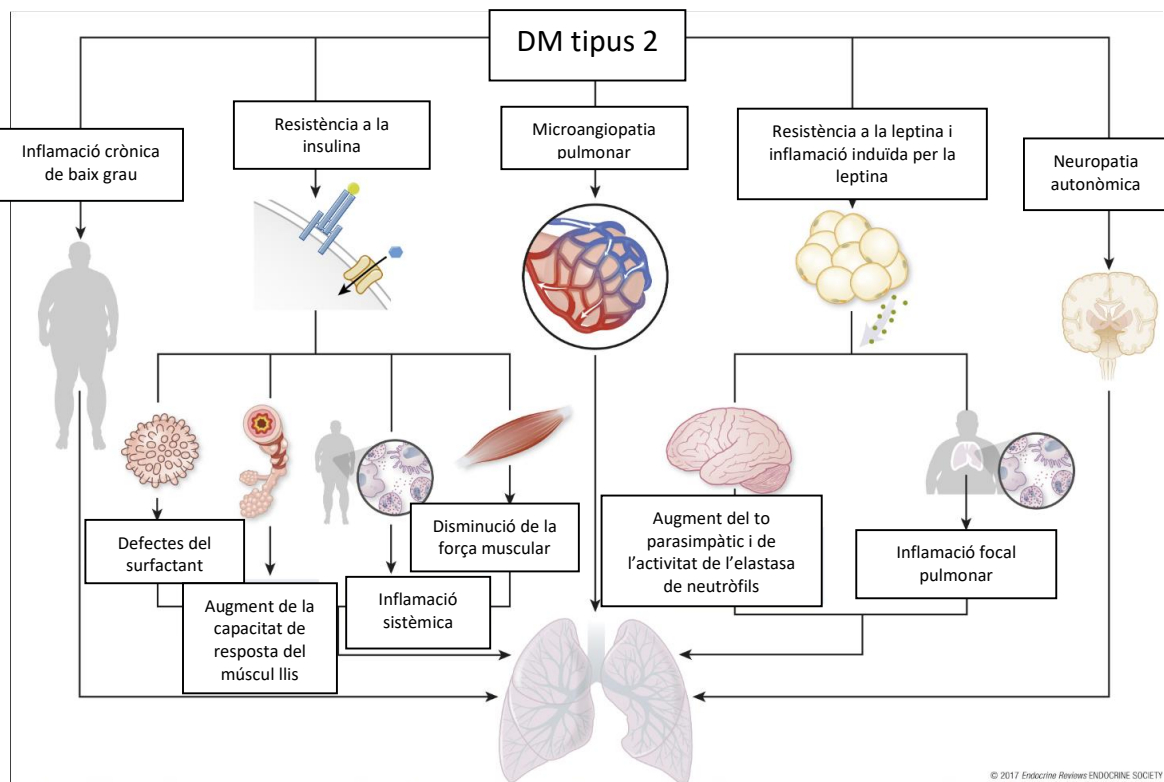 DM tipus 2
Inflamació crònica
de baix grau
Resistència a la
insulina
Microangiopatia
pulmonar
Resistència a la leptina i
inflamació induïda per la
leptina
Neuropatia
autonòmica
Defectes del
surfactant
Augment de la
capacitat de
resposta del
múscul llis
Inflamació
sistèmica
Disminució de la
força muscular
Augment del to
parasimpàtic i de
l’activitat de l’elastasa
de neutròfils
Inflamació focal
pulmonar
© 2017 Endocrine Reviews ENDOCRINE SOCIETY